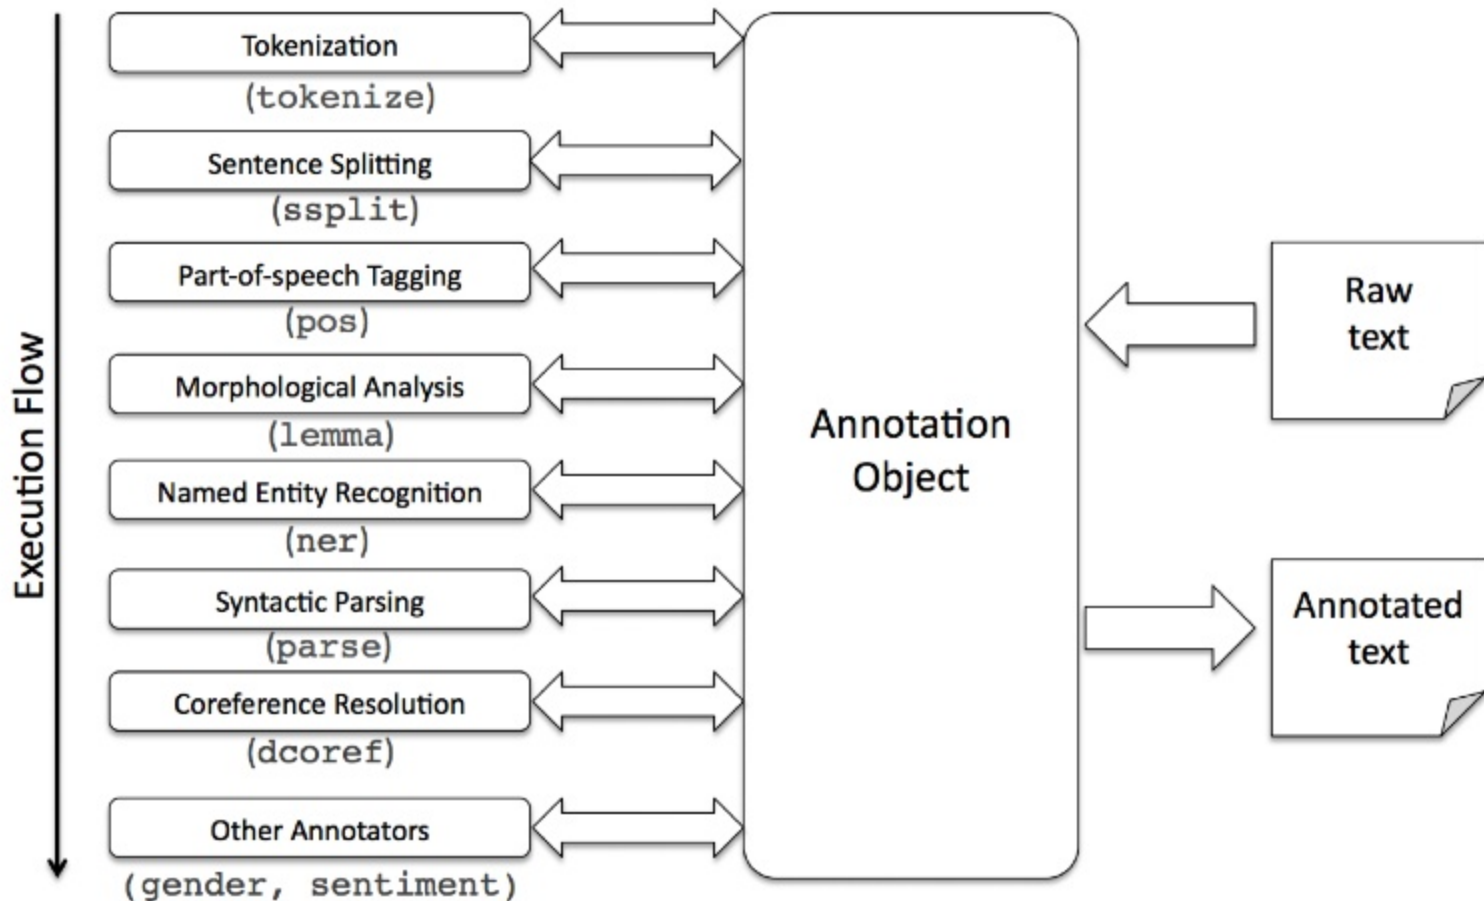 Execution Flow
Tokenization
(tokenize)
Sentence Splitting
(ssplit)
Part-of-speech Tagging
(pos)
Morphological Analysis
(lemma)
Named Entity Recognition
(ner)
Syntactic Parsing
(parse)
Coreference Resolution
(dcoref)
Other Annotators
(gender, sentiment)
Annotation
Object
Raw
text
Annotated
text